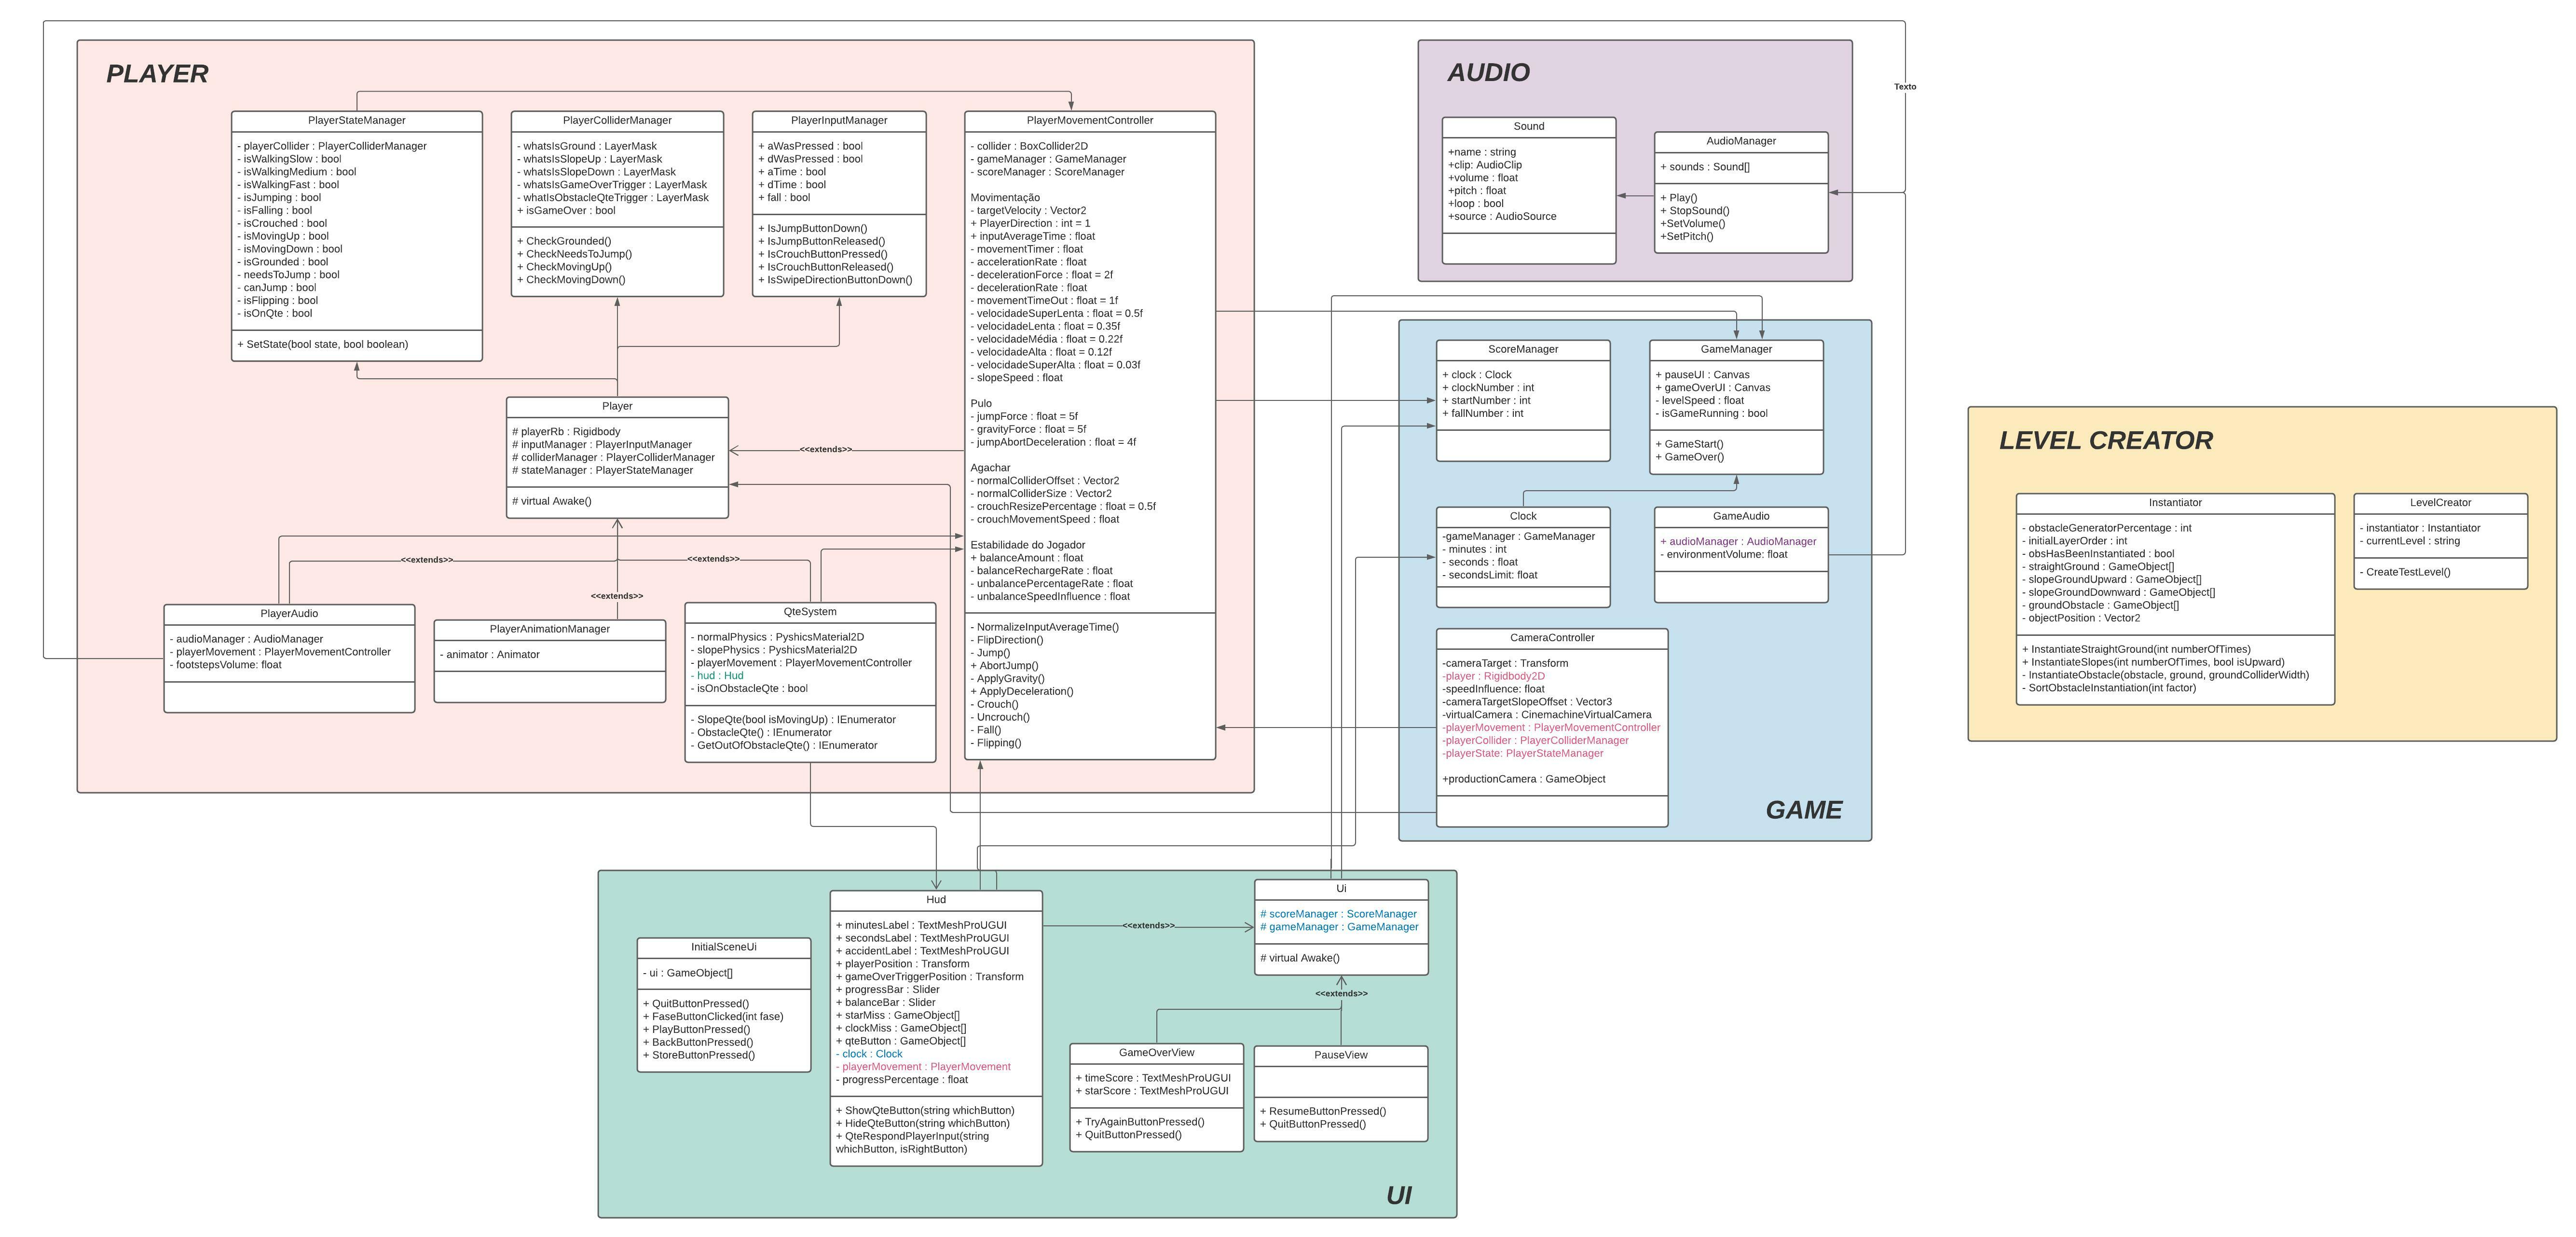 PLAYER
PlayerStateManager
- playerCollider : PlayerColliderManager
- isWalkingSlow : bool
- isWalkingMedium : bool
- isWalkingFast : bool
- isJumping : bool
- isFalling : bool
- isCrouched : bool
- isMovingUp : bool
- isMovingDown : bool
- isGrounded : bool
- needsToJump : bool
- canJump : bool
- isFlipping : bool
- isOnQte : bool
+ SetState(bool state, bool boolean)
PlayerColliderManager
- whatsIsGround : LayerMask
- whatsIsSlopeUp : LayerMask
- whatsIsSlopeDown : LayerMask
- whatsIsGameOverTrigger : LayerMask
- whatIsObstacleQteTrigger : LayerMask
+ isGameOver : bool
+ CheckGrounded()
+ CheckNeedsToJump()
+ CheckMovingUp()
+ CheckMovingDown()
PlayerInputManager
+ aWasPressed : bool
+ dWasPressed : bool
+ aTime : bool
+ dTime : bool
+ fall : bool
+ IsJumpButtonDown()
+ IsJumpButtonReleased()
+ IsCrouchButtonPressed()
+ IsCrouchButtonReleased()
+ IsSwipeDirectionButtonDown()
PlayerMovementController
- collider : BoxCollider2D
- gameManager : GameManager
- scoreManager : ScoreManager
Movimentação
- targetVelocity : Vector2
+ PlayerDirection : int = 1
+ inputAverageTime : float
- movementTimer : float
- accelerationRate : float
- decelerationForce : float = 2f
- decelerationRate : float
- movementTimeOut : float = 1f
- velocidadeSuperLenta : float = 0.5f
- velocidadeLenta : float = 0.35f
- velocidadeMédia : float = 0.22f
- velocidadeAlta : float = 0.12f
- velocidadeSuperAlta : float = 0.03f
- slopeSpeed : float
Pulo
- jumpForce : float = 5f
- gravityForce : float = 5f
- jumpAbortDeceleration : float = 4f
Agachar
- normalColliderOffset : Vector2
- normalColliderSize : Vector2
- crouchResizePercentage : float = 0.5f
- crouchMovementSpeed : float
Estabilidade do Jogador
+ balanceAmount : float
- balanceRechargeRate : float
- unbalancePercentageRate : float
- unbalanceSpeedInfluence : float
- NormalizeInputAverageTime()
- FlipDirection()
- Jump()
+ AbortJump()
- ApplyGravity()
+ ApplyDeceleration()
- Crouch()
- Uncrouch()
- Fall()
- Flipping()
Player
# playerRb : Rigidbody
# inputManager : PlayerInputManager
# colliderManager : PlayerColliderManager
# stateManager : PlayerStateManager
# virtual Awake()
<<extends>>
<<extends>>
<<extends>>
<<extends>>
PlayerAudio
- audioManager : AudioManager
- playerMovement : PlayerMovementController
- footstepsVolume: float
PlayerAnimationManager
- animator : Animator
QteSystem
- normalPhysics : PyshicsMaterial2D
- slopePhysics : PyshicsMaterial2D
- playerMovement : PlayerMovementController
- hud : Hud
- isOnObstacleQte : bool
- SlopeQte(bool isMovingUp) : IEnumerator
- ObstacleQte() : IEnumerator
- GetOutOfObstacleQte() : IEnumerator
AUDIO
Sound
+name : string
+clip: AudioClip
+volume : float
+pitch : float
+loop : bool
+source : AudioSource
AudioManager
+ sounds : Sound[]
+ Play()
+ StopSound()
+SetVolume()
+SetPitch()
Texto
ScoreManager
+ clock : Clock
+ clockNumber : int
+ startNumber : int
+ fallNumber : int
GameManager
+ pauseUI : Canvas
+ gameOverUI : Canvas
- levelSpeed : float
- isGameRunning : bool
+ GameStart()
+ GameOver()
Clock
-gameManager : GameManager
- minutes : int
- seconds : float
- secondsLimit: float
GameAudio
+ audioManager : AudioManager
- environmentVolume: float
CameraController
-cameraTarget : Transform
-player : Rigidbody2D
-speedInfluence: float
-cameraTargetSlopeOffset : Vector3
-virtualCamera : CinemachineVirtualCamera
-playerMovement : PlayerMovementController
-playerCollider : PlayerColliderManager
-playerState: PlayerStateManager
+productionCamera : GameObject
GAME
LEVEL CREATOR
Instantiator
- obstacleGeneratorPercentage : int
- initialLayerOrder : int
- obsHasBeenInstantiated : bool
- straightGround : GameObject[]
- slopeGroundUpward : GameObject[]
- slopeGroundDownward : GameObject[]
- groundObstacle : GameObject[]
- objectPosition : Vector2
+ InstantiateStraightGround(int numberOfTimes)
+ InstantiateSlopes(int numberOfTimes, bool isUpward)
- InstantiateObstacle(obstacle, ground, groundColliderWidth)
- SortObstacleInstantiation(int factor)
LevelCreator
- instantiator : Instantiator
- currentLevel : string
- CreateTestLevel()
InitialSceneUi
- ui : GameObject[]
+ QuitButtonPressed()
+ FaseButtonClicked(int fase)
+ PlayButtonPressed()
+ BackButtonPressed()
+ StoreButtonPressed()
Hud
+ minutesLabel : TextMeshProUGUI
+ secondsLabel : TextMeshProUGUI
+ accidentLabel : TextMeshProUGUI
+ playerPosition : Transform
+ gameOverTriggerPosition : Transform
+ progressBar : Slider
+ balanceBar : Slider
+ starMiss : GameObject[]
+ clockMiss : GameObject[]
+ qteButton : GameObject[]
- clock : Clock
- playerMovement : PlayerMovement
- progressPercentage : float
+ ShowQteButton(string whichButton)
+ HideQteButton(string whichButton)
+ QteRespondPlayerInput(string
whichButton, isRightButton)
<<extends>>
Ui
# scoreManager : ScoreManager
# gameManager : GameManager
# virtual Awake()
<<extends>>
GameOverView
+ timeScore : TextMeshProUGUI
+ starScore : TextMeshProUGUI
+ TryAgainButtonPressed()
+ QuitButtonPressed()
PauseView
+ ResumeButtonPressed()
+ QuitButtonPressed()
UI